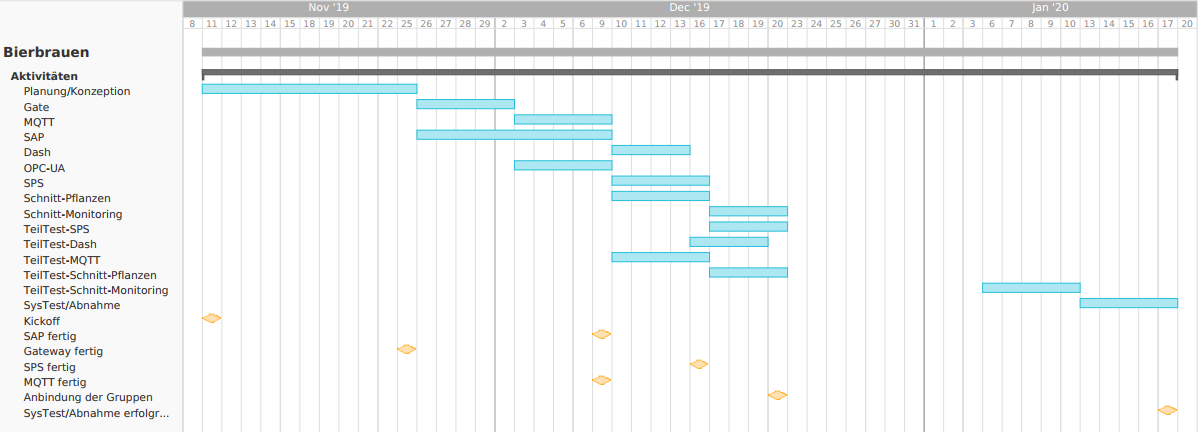 Nov '19 Dec '19 Jan '20
8 11 12 13 14 15 18 19 20 21 22 25 26 27 28 29 2 3 4 5 6 9 10 11 12 13 16 17 18 19 20 23 24 25 26 27 30 31 1 2 3 6 7 8 9 10 13 14 15 16 17 20
Bierbrauen
Aktivitäten
Planung/Konzeption
Gate
MQTT
SAP
Dash
OPC-UA
SPS
Schnitt-Pflanzen
Schnitt-Monitoring
TeilTest-SPS
TeilTest-Dash
TeilTest-MQTT
TeilTest-Schnitt-Pflanzen
TeilTest-Schnitt-Monitoring
SysTest/Abnahme
Kickoff
SAP fertig
Gateway fertig
SPS fertig
MQTT fertig
Anbindung der Gruppen
SysTest/Abnahme erfolgr...